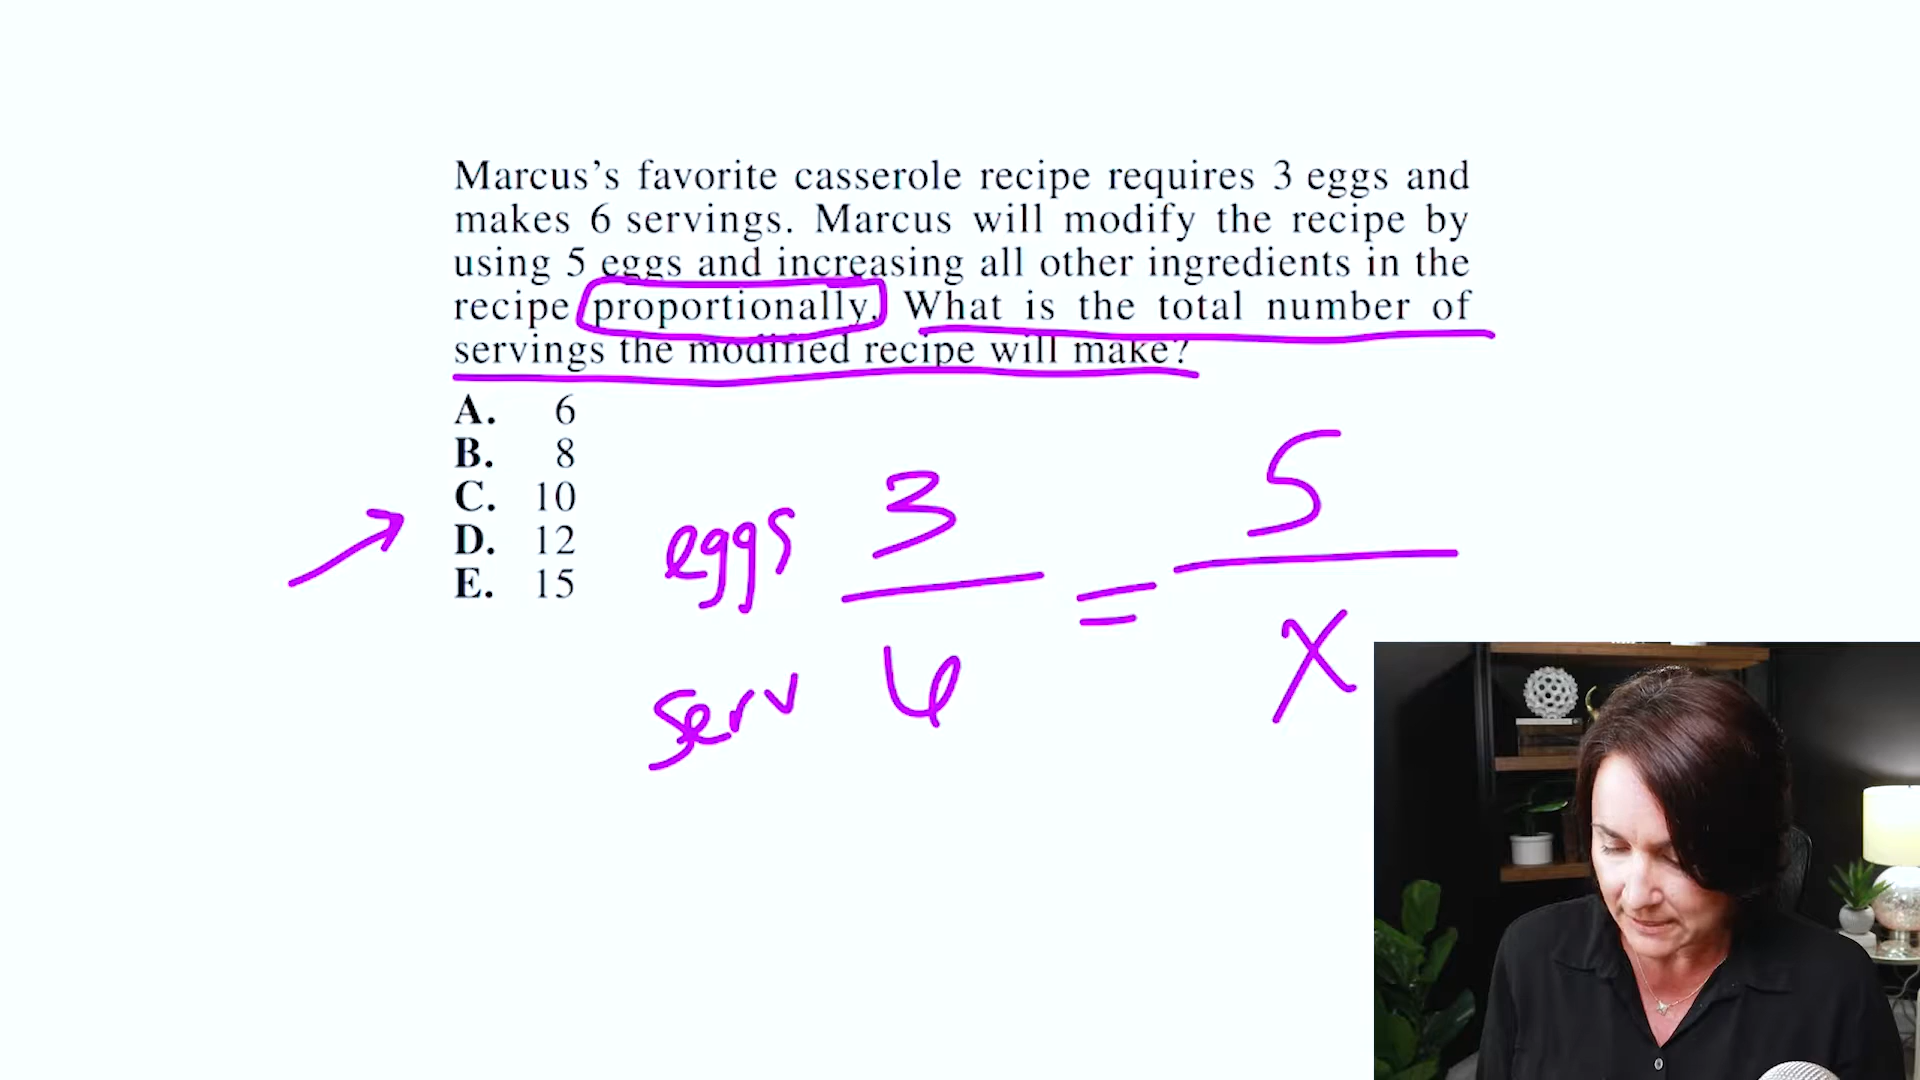 Marcus’s favorite casserole recipe requires 3 eggs and
makes 6 servings. Marcus will modify the recipe by
using 5 eggs and increasing all other ingredients in the
recipe proportionally. What is the total number of
servings the modified recipe will make?
A. 6
B. 8
C. 10
D. 12
E. 15
eggs 3 = 5
serv 6 x